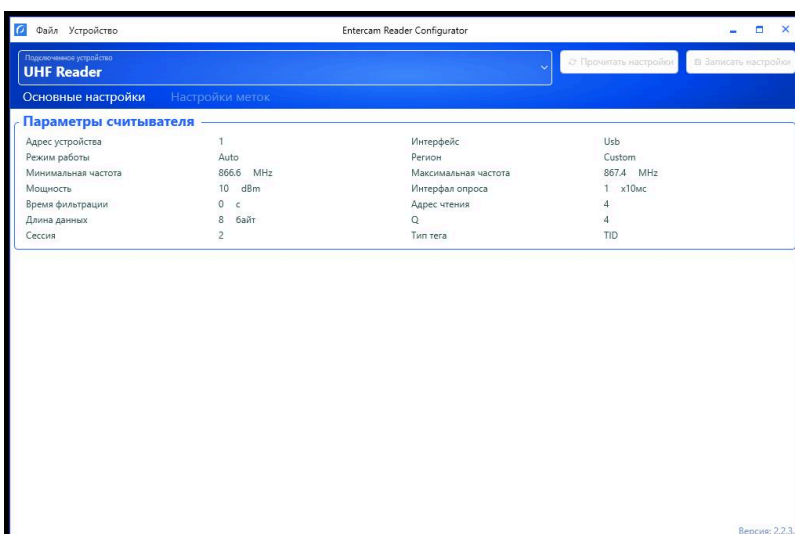 Файл Устройство Entercam Reader Configurator
Подключенное устройство
UHF Reader
Прочитать настройки Записать настройки
Основные настройки Настройки меток
Параметры считывателя
Адрес устройства 1 Интерфейс Usb
Режим работы Auto Регион Custom
Минимальная частота 866.6 MHz Максимальная частота 867.4 MHz
Мощность 10 dBm Интерфал опроса 1 x10мс
Время фильтрации 0 с Адрес чтения 4
Длина данных 8 байт Q 4
Сессия 2 Тип тега TID
Версия: 2.2.3.